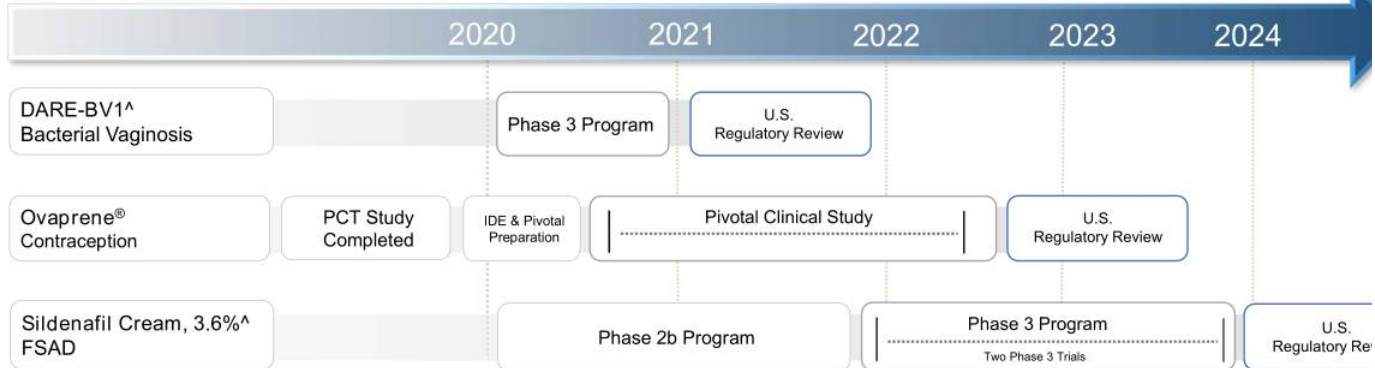 2020 2021 2022 2023 2024
DARE-BV1^
Bacterial Vaginosis
Phase 3 Program
U.S.
Regulatory Review
Ovaprene®
Contraception
PCT Study
Completed
IDE & Pivotal
Preparation
Pivotal Clinical Study
U.S.
Regulatory Review
Sildenafil Cream, 3.6%^
FSAD
Phase 2b Program
Phase 3 Program
Two Phase 3 Trials
U.S.
Regulatory